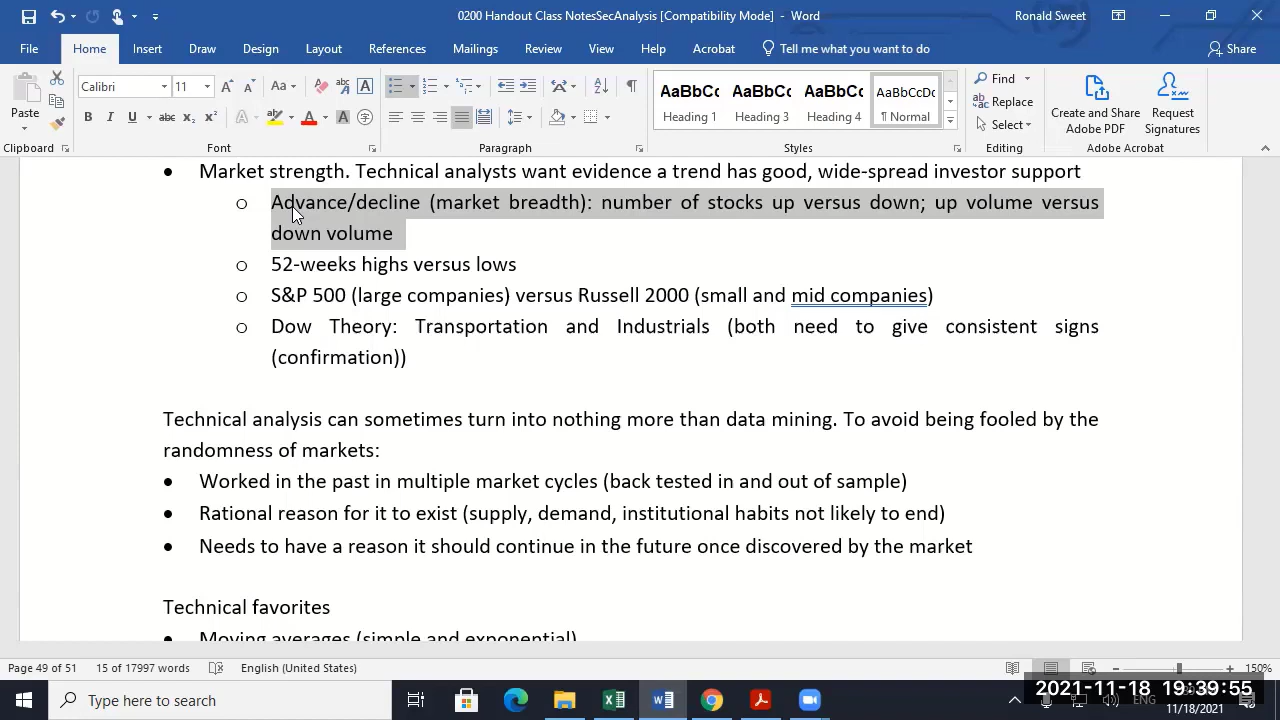 0200 Handout Class NotesSecAnalysis [Compatibility Mode] - Word
Ronald Sweet
File Home Insert Draw Design Layout References Mailings Review View Help Acrobat Tell me what you want to do Share
Paste
Calibri 11
Aa
AaBbCc AaBbCc AaBbCc AaBbCcDc
Heading 1 Heading 3 Heading 4 ¶ Normal
Find
Replace
Select
Create and Share
Adobe PDF
Request
Signatures
Clipboard Font Paragraph Styles Editing Adobe Acrobat
• Market strength. Technical analysts want evidence a trend has good, wide-spread investor support
o Advance/decline (market breadth): number of stocks up versus down; up volume versus
down volume
o 52-weeks highs versus lows
o S&P 500 (large companies) versus Russell 2000 (small and mid companies)
o Dow Theory: Transportation and Industrials (both need to give consistent signs
(confirmation))
Technical analysis can sometimes turn into nothing more than data mining. To avoid being fooled by the
randomness of markets:
• Worked in the past in multiple market cycles (back tested in and out of sample)
• Rational reason for it to exist (supply, demand, institutional habits not likely to end)
• Needs to have a reason it should continue in the future once discovered by the market
Technical favorites
• Moving averages (simple and exponential)
Page 49 of 51 15 of 17997 words English (United States) 150%
Type here to search
ENG
2021-11-18 19:39:55
11/18/2021